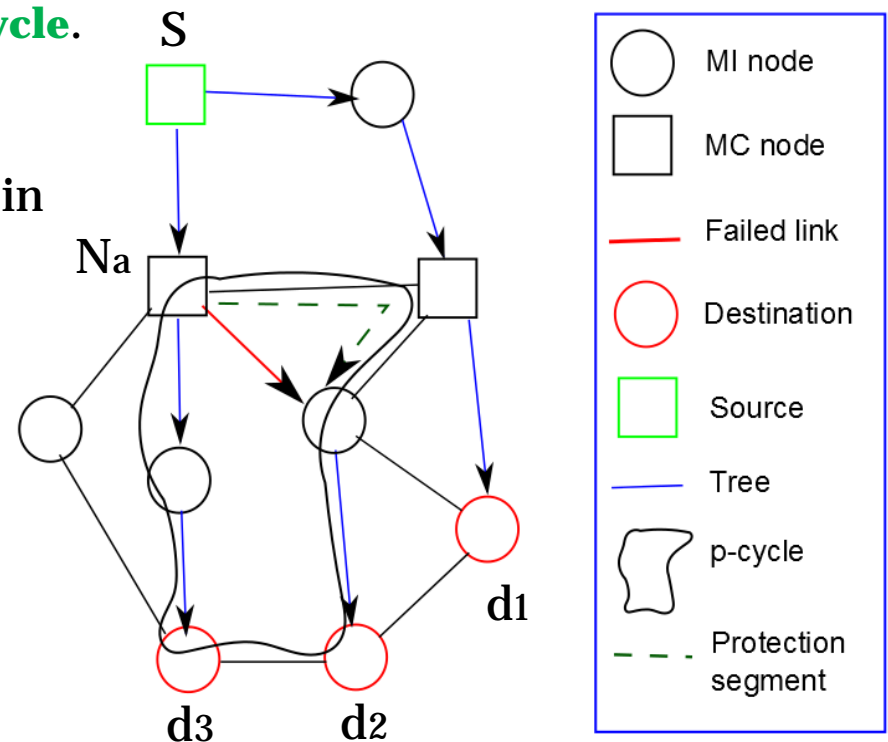 ycle.
S
in
Na
d1
d3
d2
MI node
MC node
Failed link
Destination
Source
Tree
p-cycle
Protection
segment